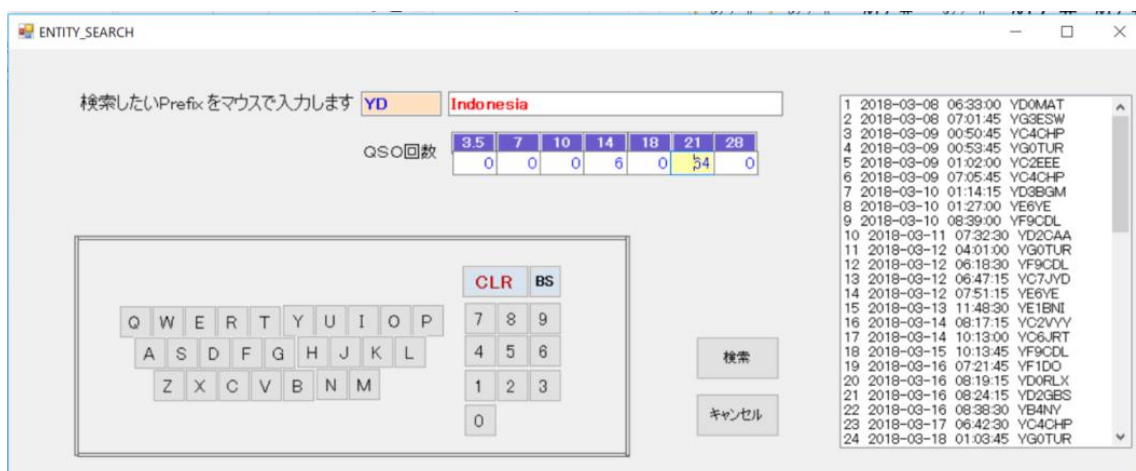 ENTITY_SEARCH
検索したいPrefixをマウスで入力します YD Indonesia
QSO回数 3.5 7 10 14 18 21 28
0 0 0 6 0 54 0
CLR BS
Q W E R T Y U I O P 7 8 9
A S D F G H J K L 4 5 6
Z X C V B N M 1 2 3
0
検索
キャンセル
1 2018-03-08 06:33:00 YD0MAT
2 2018-03-08 07:01:45 YG3ESW
3 2018-03-09 00:50:45 YC4CHP
4 2018-03-09 00:53:45 YG0TUR
5 2018-03-09 01:02:00 YC2EEE
6 2018-03-09 07:05:45 YC4CHP
7 2018-03-10 01:14:15 YD3BGM
8 2018-03-10 01:27:00 YE6YE
9 2018-03-10 08:39:00 YF9CDL
10 2018-03-11 07:32:30 YD2CAA
11 2018-03-12 04:01:00 YG0TUR
12 2018-03-12 06:18:30 YF9CDL
13 2018-03-12 06:47:15 YC7JYD
14 2018-03-12 07:51:15 YE6YE
15 2018-03-13 11:48:30 YE1BNI
16 2018-03-14 08:17:15 YC2VYY
17 2018-03-14 10:13:00 YC6JRT
18 2018-03-15 10:13:45 YF9CDL
19 2018-03-16 07:21:45 YF1DO
20 2018-03-16 08:19:15 YD0RLX
21 2018-03-16 08:24:15 YD2GBS
22 2018-03-16 08:38:30 YB4NY
23 2018-03-17 06:42:30 YC4CHP
24 2018-03-18 01:03:45 YG0TUR